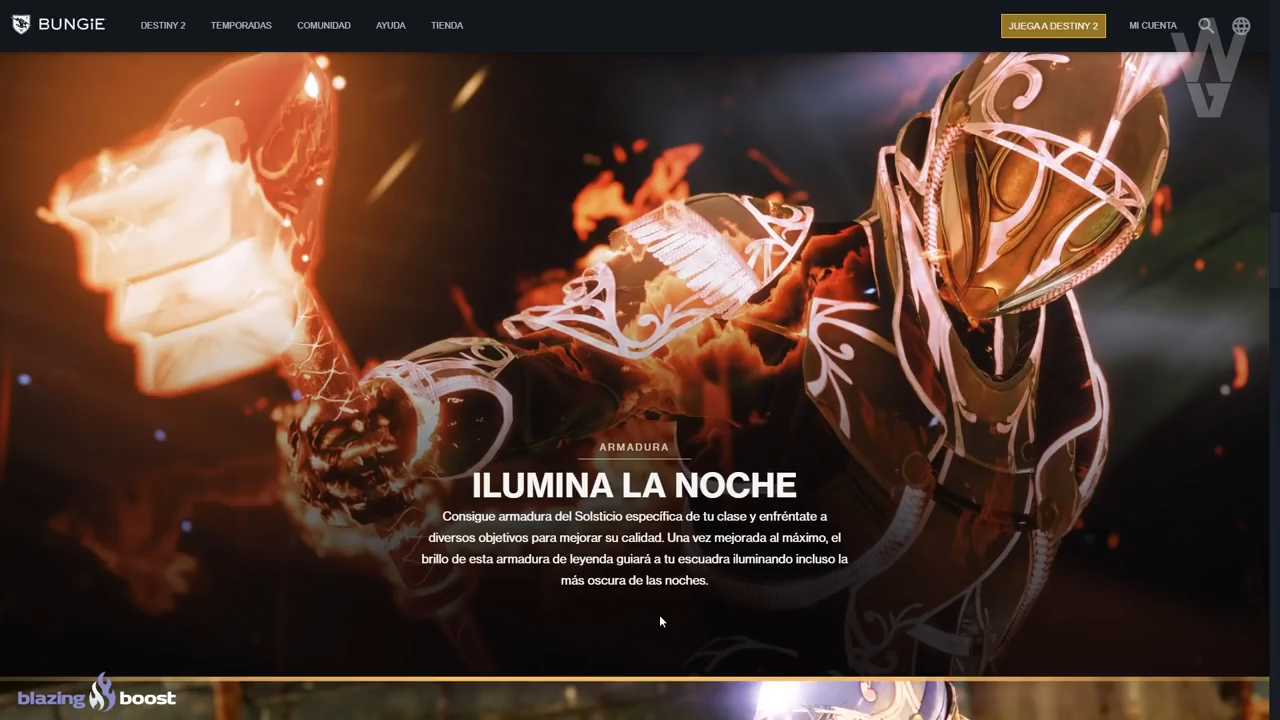 BUNGiE
DESTINY 2 TEMPORADAS COMUNIDAD AYUDA TIENDA JUEGA A DESTINY 2 MI CUENTA
W
ARMADURA
ILUMINA LA NOCHE
Consigue armadura del Solsticio específica de tu clase y enfréntate a
diversos objetivos para mejorar su calidad. Una vez mejorada al máximo, el
brillo de esta armadura de leyenda guiará a tu escuadra iluminando incluso la
más oscura de las noches.
blazing boost